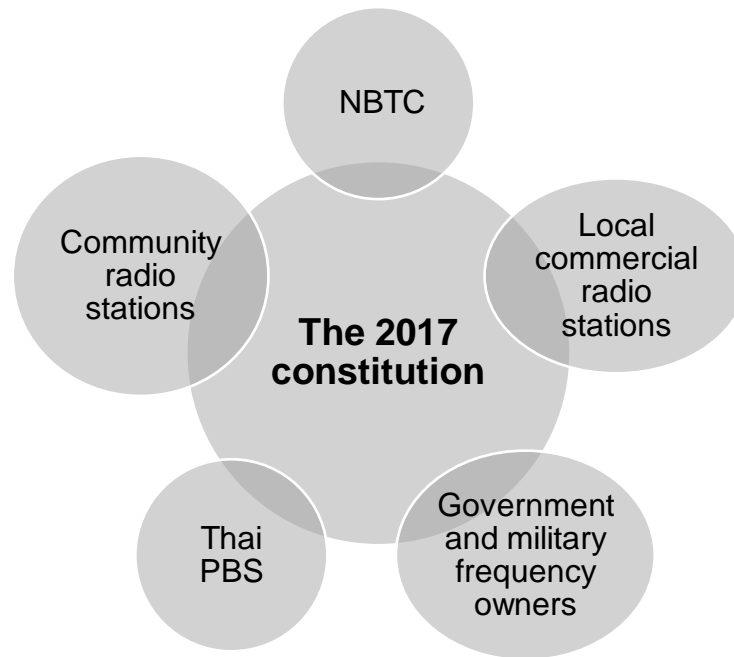 NBTC
Community
radio
stations
Local
commercial
radio
stations
The 2017
constitution
Thai
PBS
Government
and military
frequency
owners